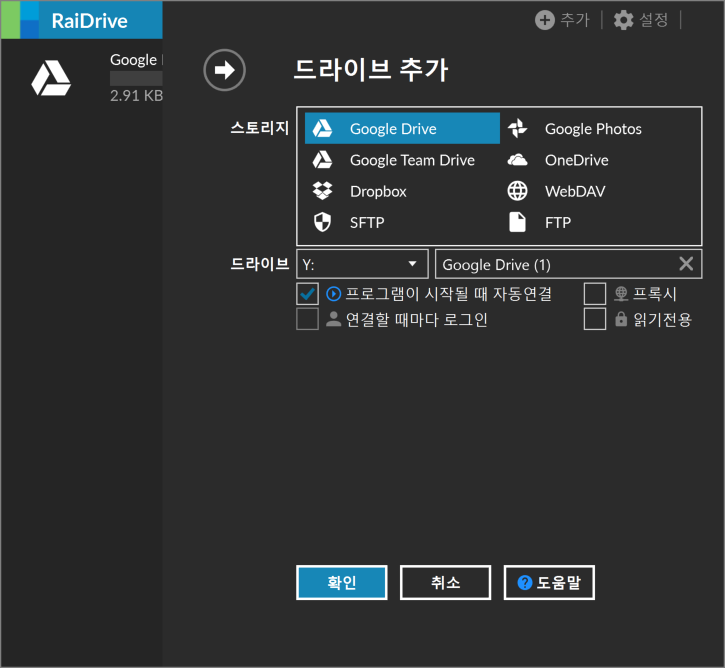 RaiDrive
추가
설정
Google
2.91 KB
드라이브 추가
스토리지
Google Drive
Google Photos
Google Team Drive
OneDrive
Dropbox
WebDAV
SFTP
FTP
드라이브
Y:
Google Drive (1)
프로그램이 시작될 때 자동연결
프록시
연결할 때마다 로그인
읽기전용
확인
취소
도움말